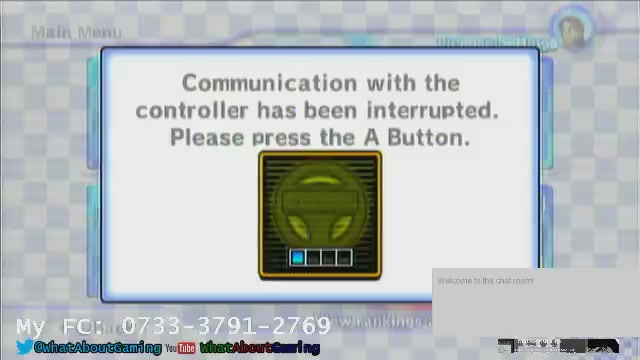 Main Menu
Communication with the
controller has been interrupted.
Please press the A Button.
Welcome to the chat room!
My FC: 0733-3791-2769
@whatAboutGaming YouTube whatAboutGaming